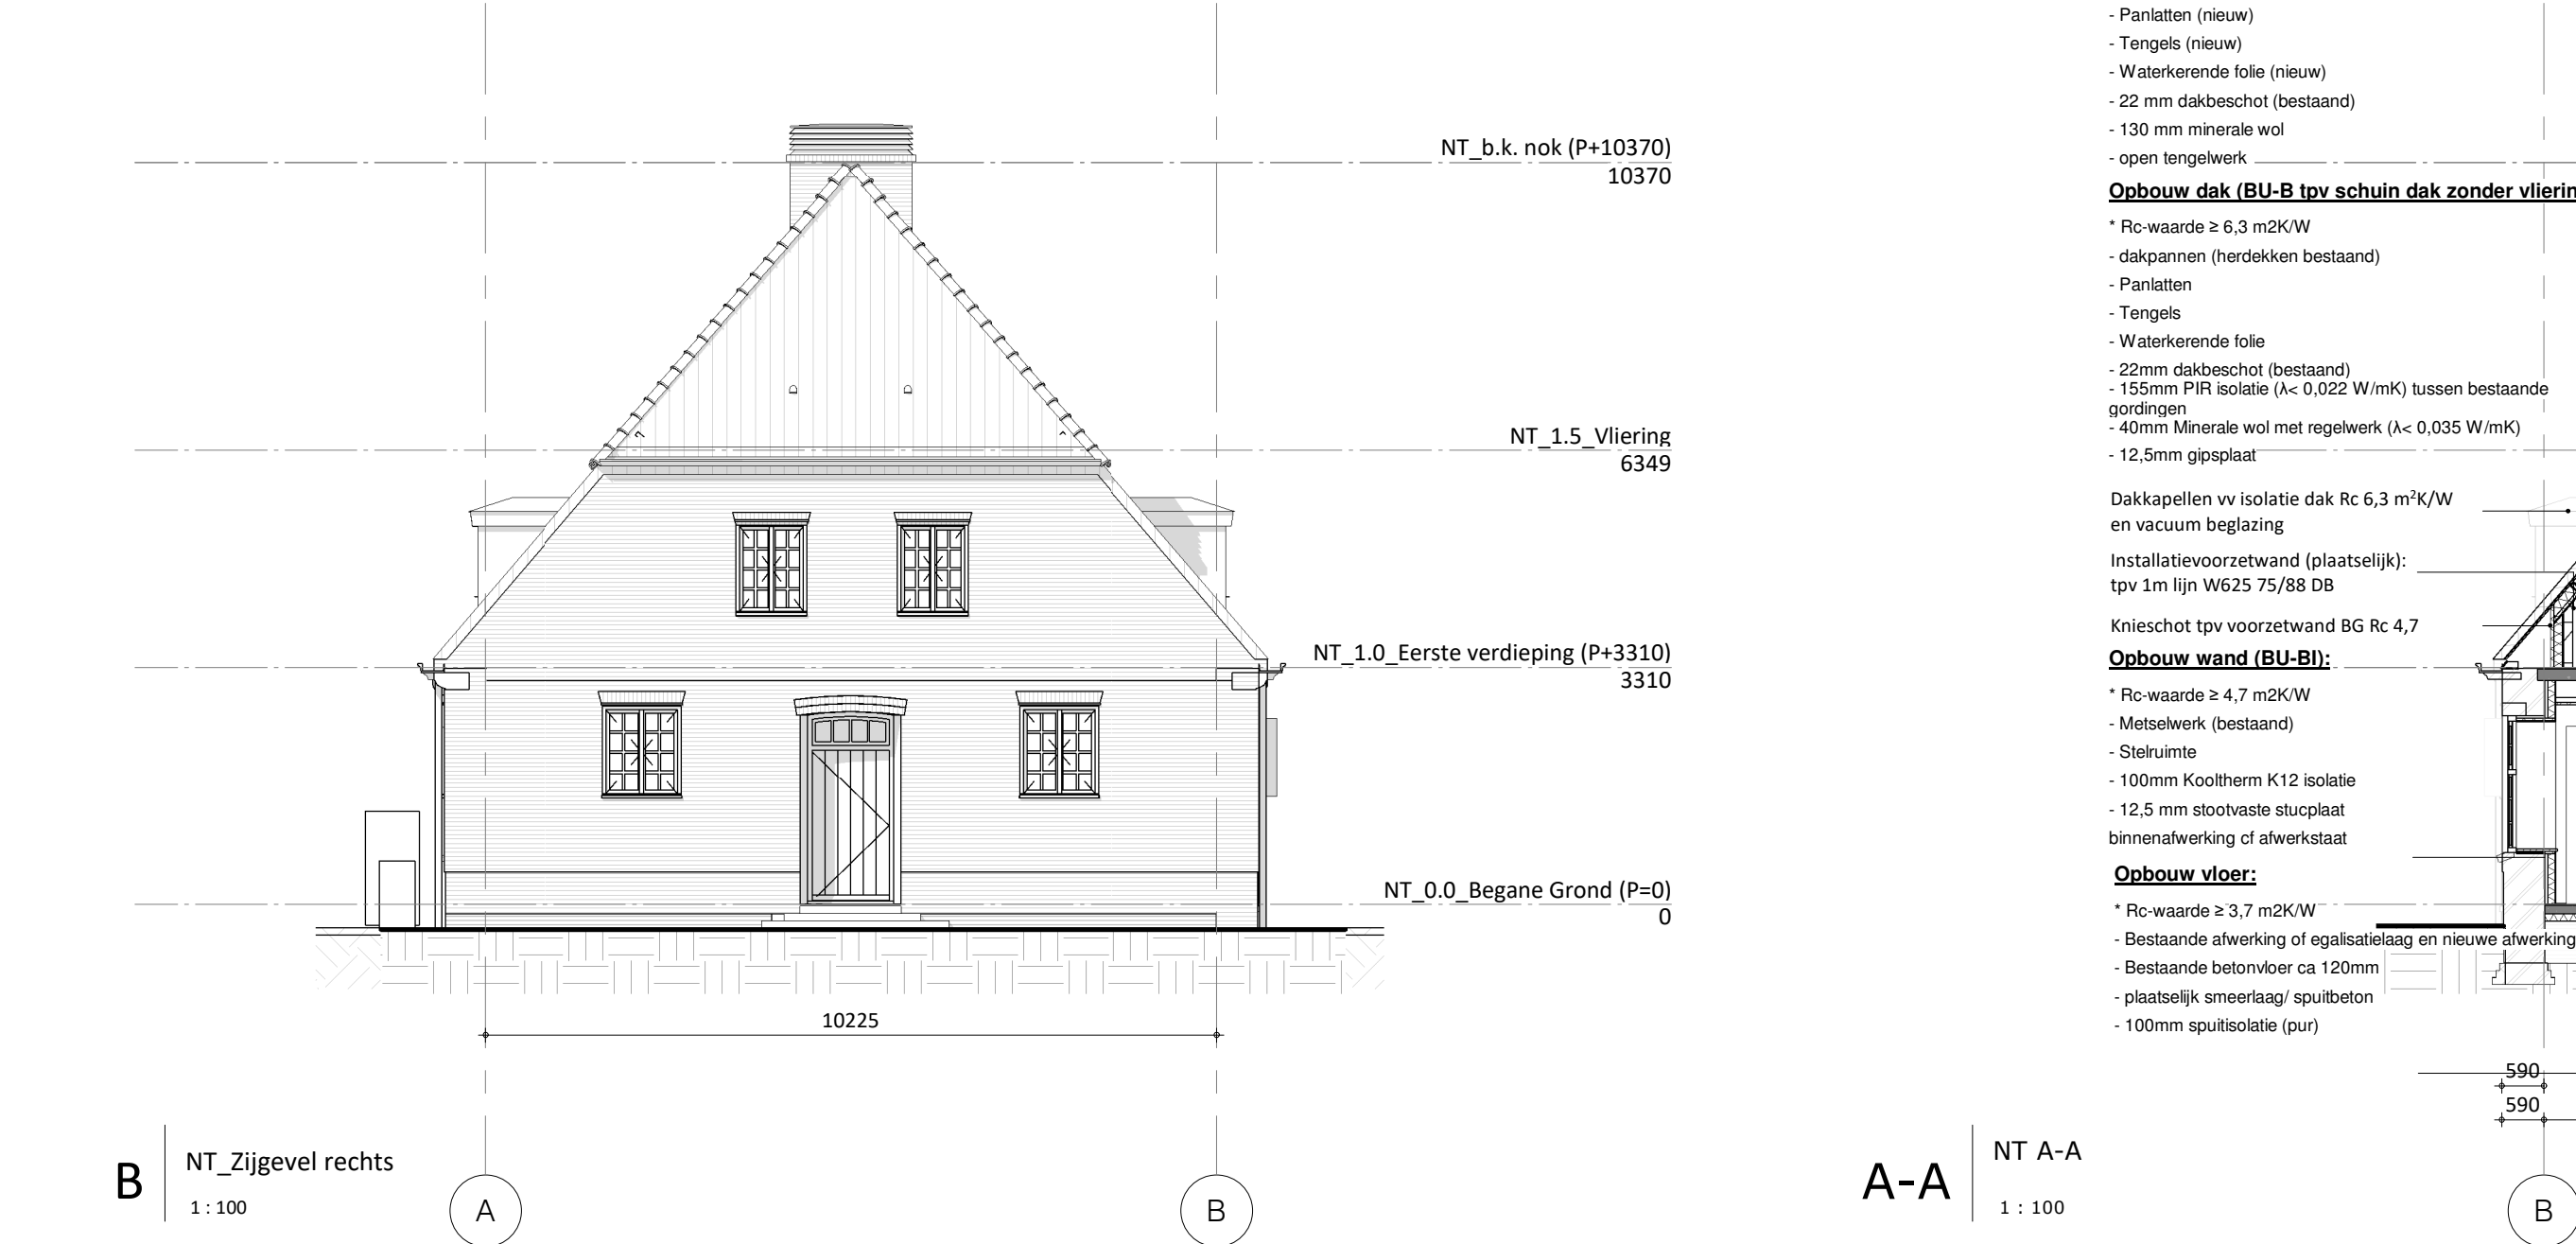 NT_b.k. nok (P+10370)
10370
NT_1.5_Vliering
6349
NT_1.0_Eerste verdieping (P+3310)
3310
NT_0.0_Begane Grond (P=0)
0
10225
B
NT_Zijgevel rechts
1 : 100
A
B
- Panlatten (nieuw)
- Tengels (nieuw)
- Waterkerende folie (nieuw)
- 22 mm dakbeschot (bestaand)
- 130 mm minerale wol
- open tengelwerk
Opbouw dak (BU-B tpv schuin dak zonder
* Rc-waarde ≥ 6,3 m2K/W
- dakpannen (herdekken bestaand)
- Panlatten
- Tengels
- Waterkerende folie
- 22mm dakbeschot (bestaand)
- 155mm PIR isolatie (λ< 0,022 W/mK) tussen bestaande
gordingen
- 40mm Minerale wol met regelwerk (λ< 0,035 W/mK)
- 12,5mm gipsplaat
Dakkapellen vv isolatie dak Rc 6,3 m²K/W
en vacuum beglazing
Installatievoorzetwand (plaatselijk):
tpv 1m lijn W625 75/88 DB
Knieschot tpv voorzetwand BG Rc 4,7
Opbouw wand (BU-BI):
* Rc-waarde ≥ 4,7 m2K/W
- Metselwerk (bestaand)
- Stelruimte
- 100mm Kooltherm K12 isolatie
- 12,5 mm stootvaste stucplaat
binnenafwerking cf afwerkstaat
Opbouw vloer:
* Rc-waarde ≥ 3,7 m2K/W
- Bestaande afwerking of egalisatielaag en nieuwe afwerking
- Bestaande betonvloer ca 120mm
- plaatselijk smeerlaag/ spuitbeton
- 100mm spuitisolatie (pur)
590
590
A-A
NT A-A
1 : 100
B